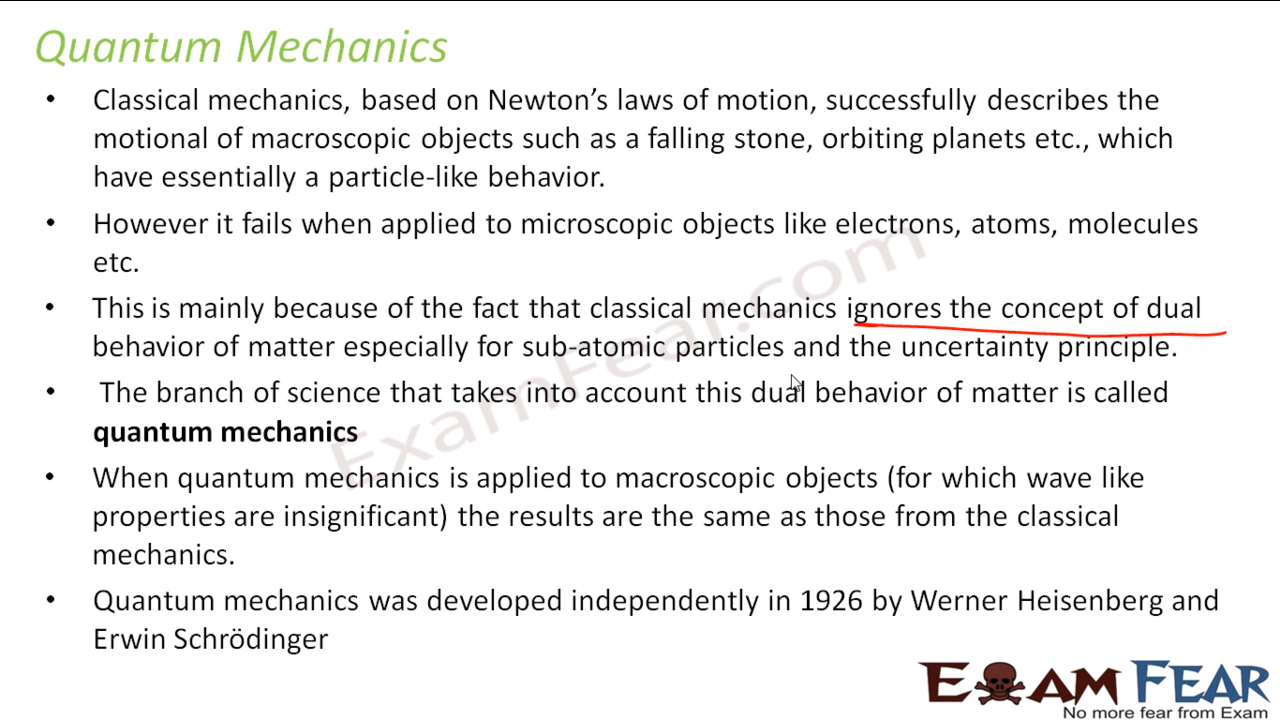 Quantum Mechanics
• Classical mechanics, based on Newton's laws of motion, successfully describes the
motional of macroscopic objects such as a falling stone, orbiting planets etc., which
have essentially a particle-like behavior.
• However it fails when applied to microscopic objects like electrons, atoms, molecules
etc.
• This is mainly because of the fact that classical mechanics ignores the concept of dual
behavior of matter especially for sub-atomic particles and the uncertainty principle.
• The branch of science that takes into account this dual behavior of matter is called
quantum mechanics
• When quantum mechanics is applied to macroscopic objects (for which wave like
properties are insignificant) the results are the same as those from the classical
mechanics.
• Quantum mechanics was developed independently in 1926 by Werner Heisenberg and
Erwin Schrödinger
ExamFear.com
EXAM FEAR
No more fear from Exam